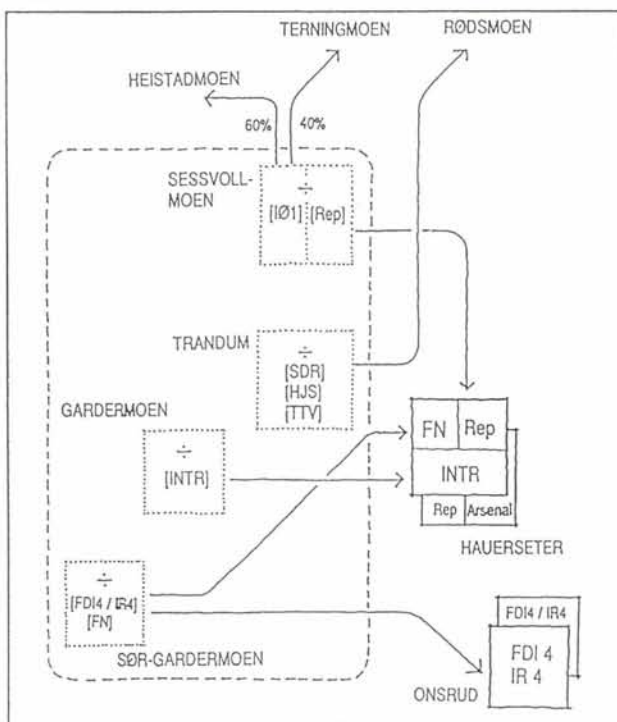 TERNINGMOEN
RØDSMOEN
HEISTADMOEN
60%
40%
SESSVOLL-
MOEN
÷
[IØ1] [Rep]
TRANDUM
÷
[SDR]
[HJS]
[TTV]
GARDERMOEN
÷
[INTR]
FN Rep
INTR
Rep Arsenal
HAUERSETER
÷
[FDI4 / IR4]
[FN]
SØR-GARDERMOEN
FDI4 / IR4
FDI 4
IR 4
ONSRUD